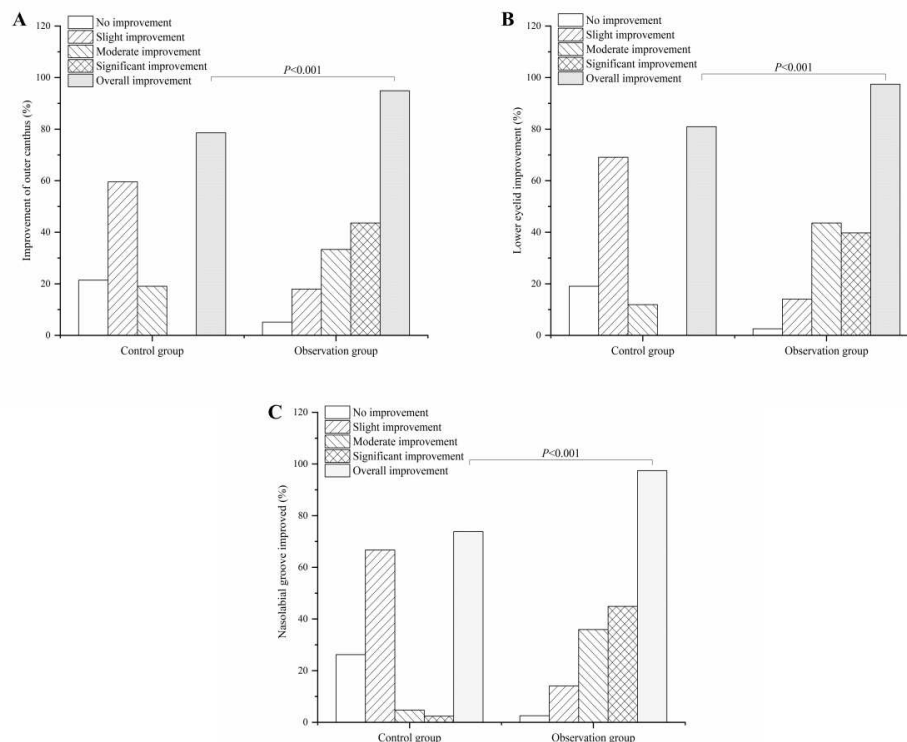 A
Improvement of outer canthus (%)
120
100
80
60
40
20
0
No improvement
Slight improvement
Moderate improvement
Significant improvement
Overall improvement
P<0.001
Control group
Observation group
B
Lower eyelid improvement (%)
120
100
80
60
40
20
0
No improvement
Slight improvement
Moderate improvement
Significant improvement
Overall improvement
P<0.001
Control group
Observation group
C
Nasolabial groove improved (%)
120
100
80
60
40
20
0
No improvement
Slight improvement
Moderate improvement
Significant improvement
Overall improvement
P<0.001
Control group
Observation group